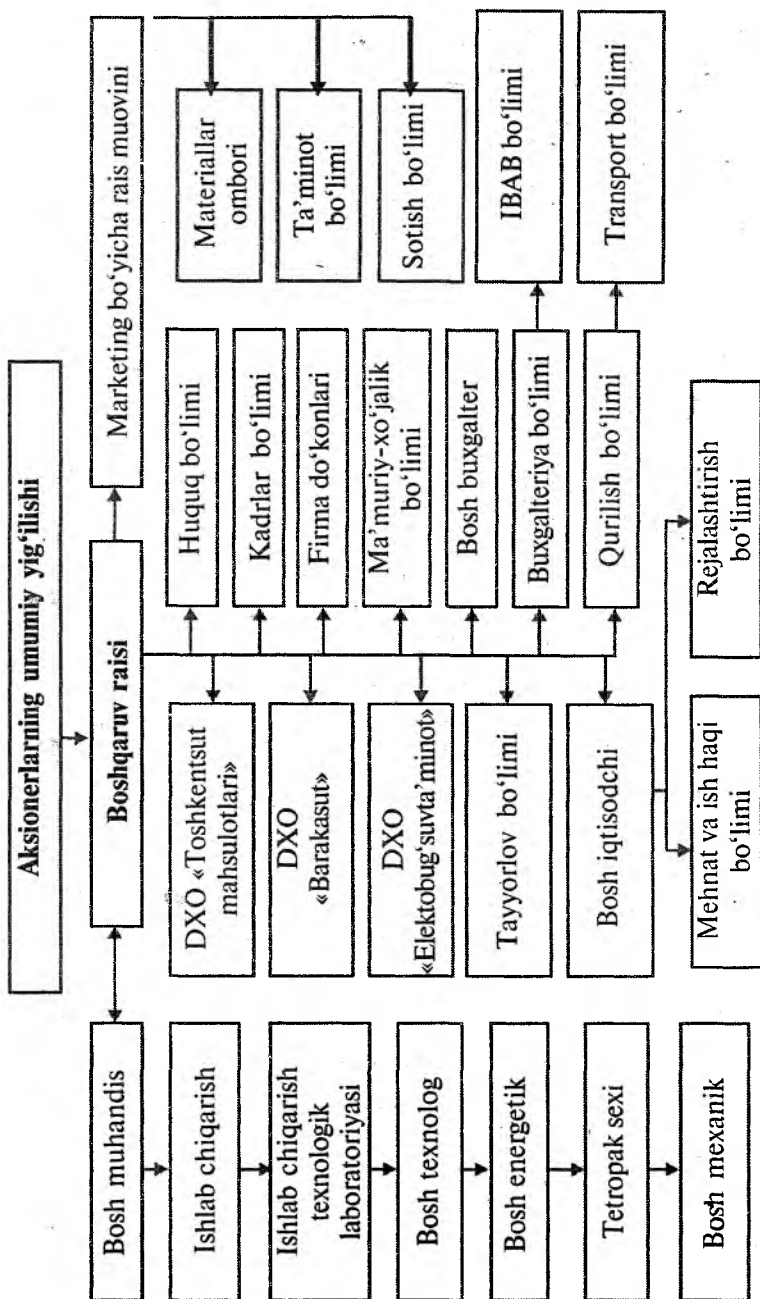 Aksionerlarning umumiy yig‘ilishi
Bosh muhandis
Boshqaruv raisi
Marketing bo‘yicha rais muovini
Ishlab chiqarish
Ishlab chiqarish
texnologik
laboratoriyasi
Bosh texnolog
Bosh energetik
Tetropak sexi
Bosh mexanik
DXO «Toshkentsut
mahsulotlari»
DXO
«Barakasut»
DXO
«Elektobug‘suvta’minot»
Tayyorlov bo‘limi
Bosh iqtisodchi
Mehnat va ish haqi
bo‘limi
Rejalashtirish
bo‘limi
Huquq bo‘limi
Kadrlar bo‘limi
Firma do‘konlari
Ma’muriy-xo‘jalik
bo‘limi
Bosh buxgalter
Buxgalteriya bo‘limi
Qurilish bo‘limi
Materiallar
ombori
Ta’minot
bo‘limi
Sotish bo‘limi
IBAB bo‘limi
Transport bo‘limi